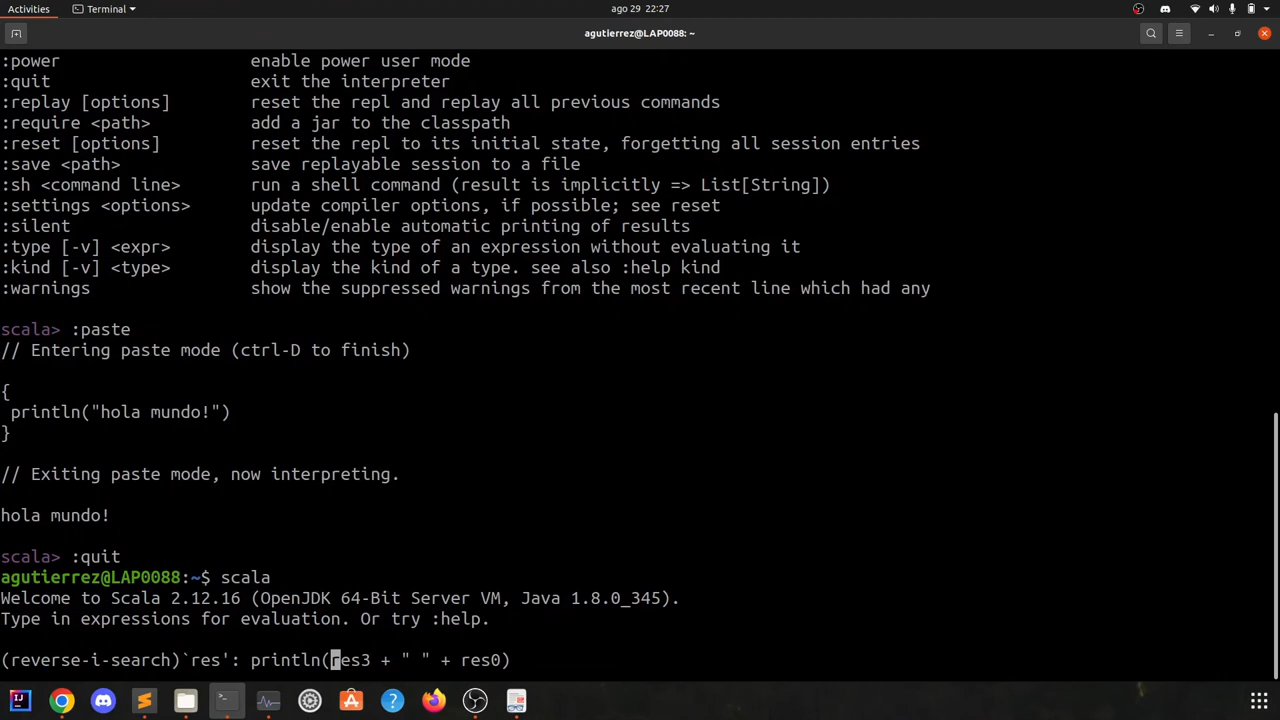 Activities
Terminal
ago 29 22:27
agutierrez@LAP0088: ~
:power enable power user mode
:quit exit the interpreter
:replay [options] reset the repl and replay all previous commands
:require <path> add a jar to the classpath
:reset [options] reset the repl to its initial state, forgetting all session entries
:save <path> save replayable session to a file
:sh <command line> run a shell command (result is implicitly => List[String])
:settings <options> update compiler options, if possible; see reset
:silent disable/enable automatic printing of results
:type [-v] <expr> display the type of an expression without evaluating it
:kind [-v] <type> display the kind of a type. see also :help kind
:warnings show the suppressed warnings from the most recent line which had any
scala> :paste
// Entering paste mode (ctrl-D to finish)
{
println("hola mundo!")
}
// Exiting paste mode, now interpreting.
hola mundo!
scala> :quit
agutierrez@LAP0088:~$ scala
Welcome to Scala 2.12.16 (OpenJDK 64-Bit Server VM, Java 1.8.0_345).
Type in expressions for evaluation. Or try :help.
(reverse-i-search)`res': println(res3 + " " + res0)